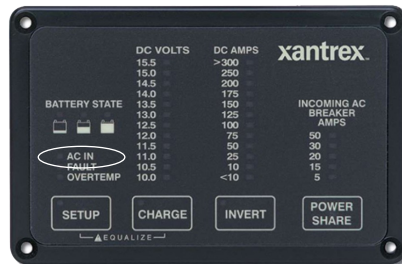 DC VOLTS DC AMPS xantrex
15.5 >300
15.0 250
14.5 200
14.0 175
BATTERY STATE 13.5 150 INCOMING AC
13.0 125 BREAKER
12.5 100 AMPS
12.0 75 50
11.5 50 30
AC IN 11.0 25 20
FAULT 10.5 10 15
OVERTEMP 10.0 <10 5
SETUP CHARGE INVERT POWER
SHARE
EQUALIZE